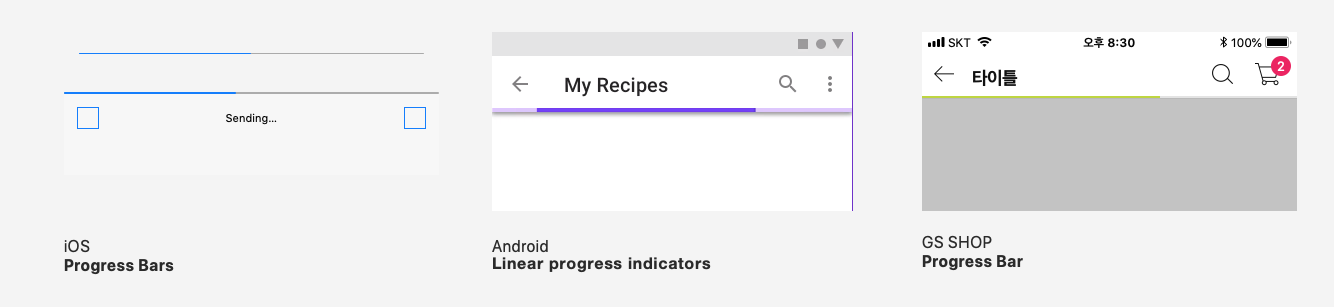 Sending...
iOS
Progress Bars
My Recipes
Android
Linear progress indicators
SKT 오후 8:30 100%
타이틀 2
GS SHOP
Progress Bar